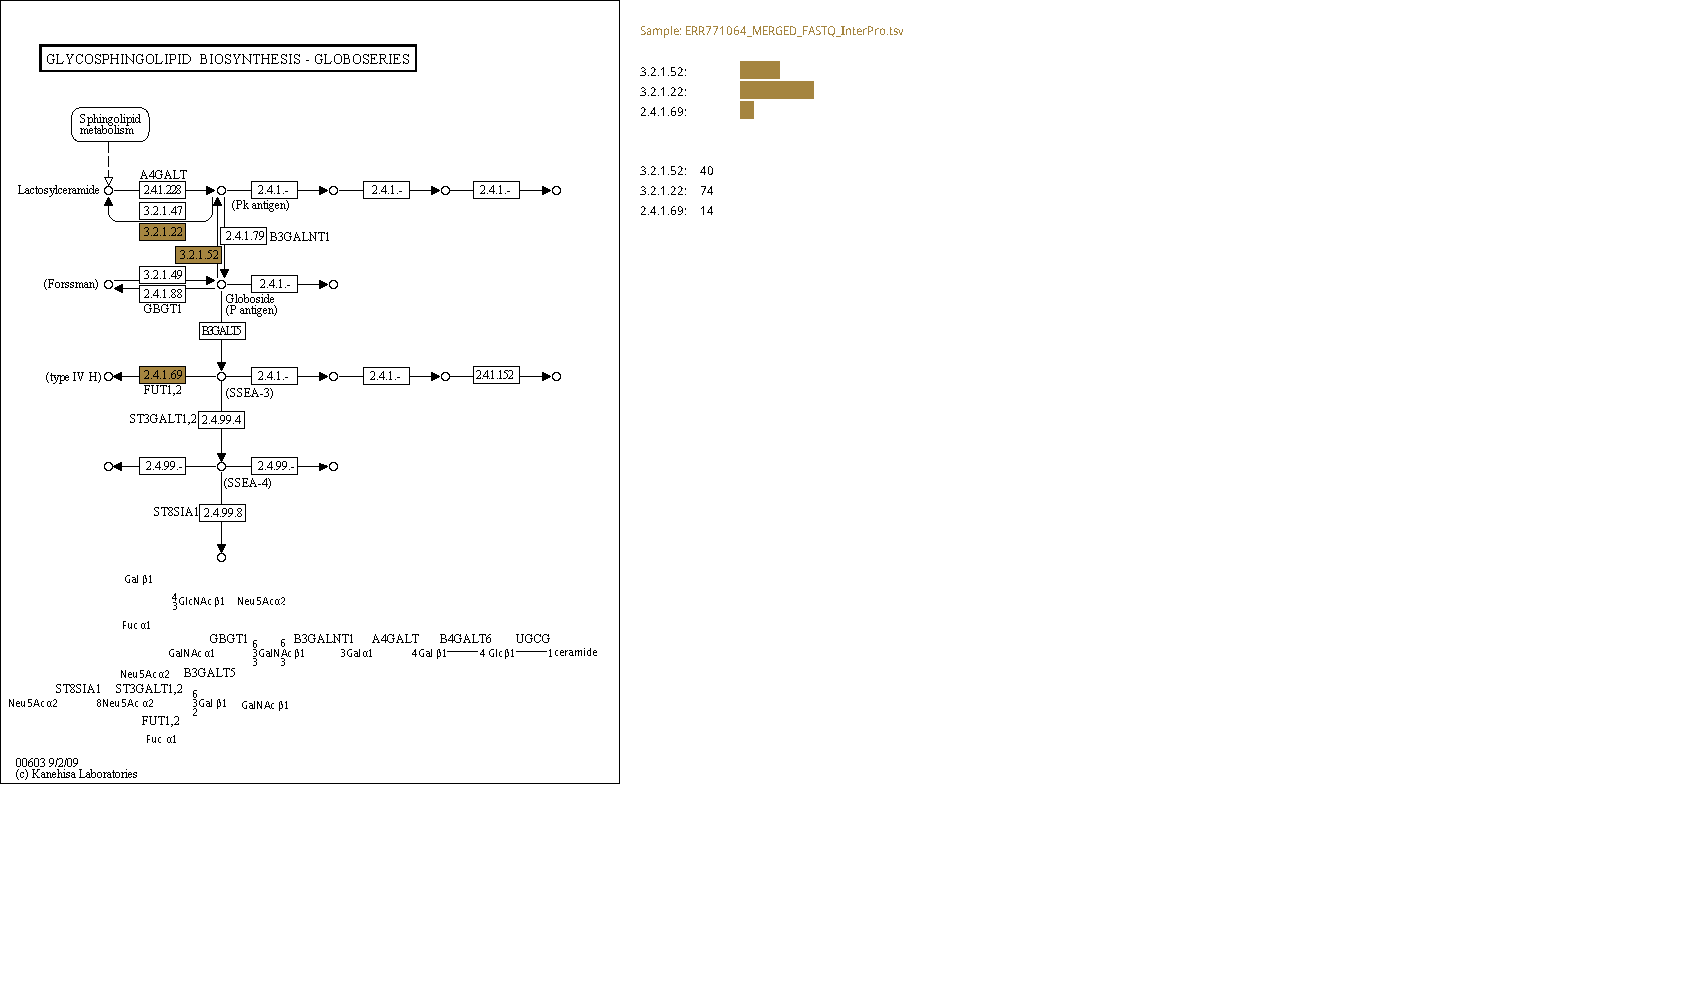 GLYCOSPHINGOLIPID BIOSYNTHESIS - GLOBOSERIES
Sphingolipid
metabolism
A4GALT
Lactosylceramide
2.4.1.228
2.4.1.-
2.4.1.-
2.4.1.-
(Pk antigen)
3.2.1.47
3.2.1.22
2.4.1.79
B3GALNT1
3.2.1.52
(Forssman)
3.2.1.49
2.4.1.-
2.4.1.88
GBGT1
Globoside
(P antigen)
B3GALT5
(type IV H)
2.4.1.69
2.4.1.-
2.4.1.-
2.4.1.152
FUT1,2
(SSEA-3)
ST3GALT1,2
2.4.99.4
2.4.99.-
2.4.99.-
(SSEA-4)
ST8SIA1
2.4.99.8
Gal β1
4
3
GlcNAc β1
Neu5Ac α2
Fuc α1
GBGT1
B3GALNT1
A4GALT
B4GALT6
UGCG
GalNAc α1
6
3
3
GalNAc β1
6
3
3Gal α1
4Gal β1
4 Glc β1
1 ceramide
Neu5Ac α2
B3GALT5
ST8SIA1
ST3GALT1,2
Neu5Ac α2
8Neu5Ac α2
6
3
2
Gal β1
GalNAc β1
FUT1,2
Fuc α1
00603 9/2/09
(c) Kanehisa Laboratories
Sample: ERR771064_MERGED_FASTQ_InterPro.tsv
3.2.1.52:
3.2.1.22:
2.4.1.69:
3.2.1.52: 40
3.2.1.22: 74
2.4.1.69: 14